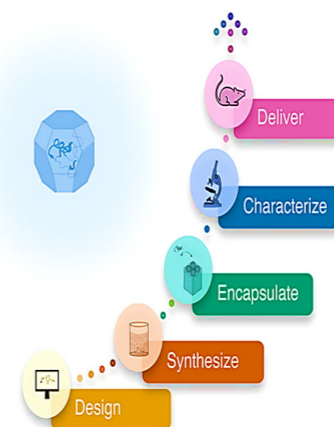 Deliver
Characterize
Encapsulate
Synthesize
Design